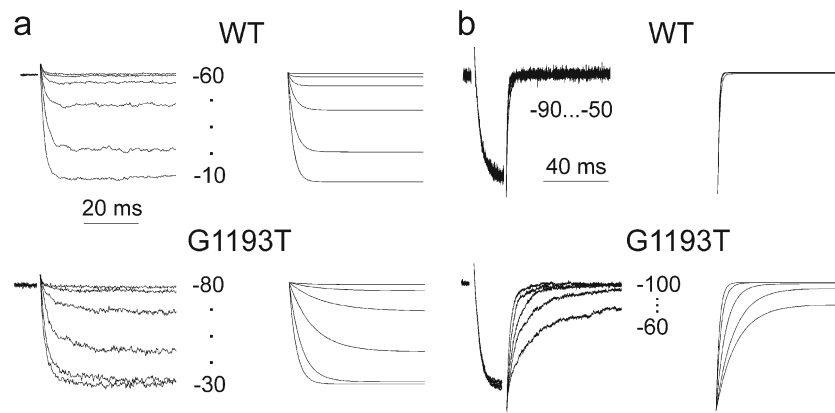 a
WT
-60
.
.
.
-10
20 ms
G1193T
-80
.
.
.
-30
b
WT
-90...-50
40 ms
G1193T
-100
⋮
-60